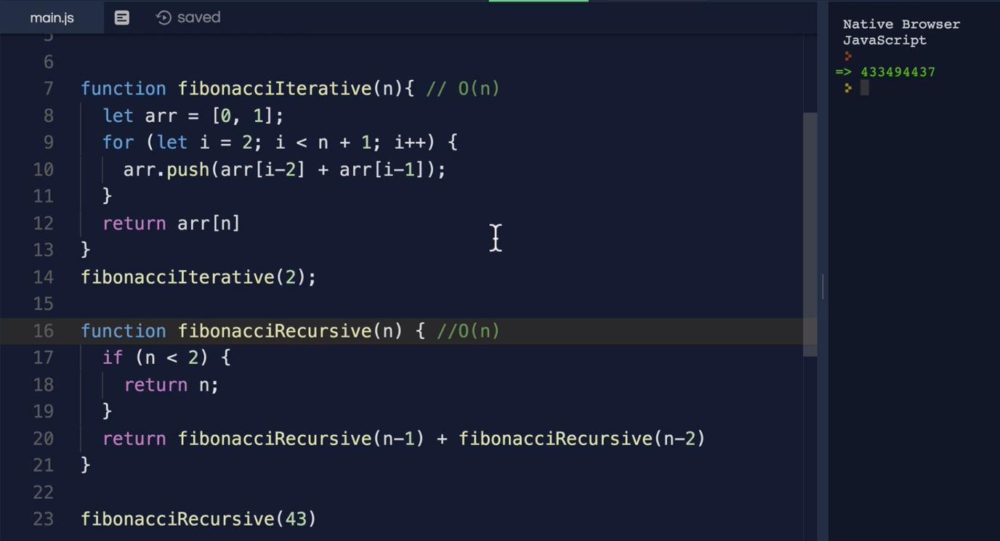 main.js saved
5
6
7 function fibonacciIterative(n){ // O(n)
8 let arr = [0, 1];
9 for (let i = 2; i < n + 1; i++) {
10 arr.push(arr[i-2] + arr[i-1]);
11 }
12 return arr[n]
13 }
14 fibonacciIterative(2);
15
16 function fibonacciRecursive(n) { //O(n)
17 if (n < 2) {
18 return n;
19 }
20 return fibonacciRecursive(n-1) + fibonacciRecursive(n-2)
21 }
22
23 fibonacciRecursive(43)
Native Browser
JavaScript
=> 433494437